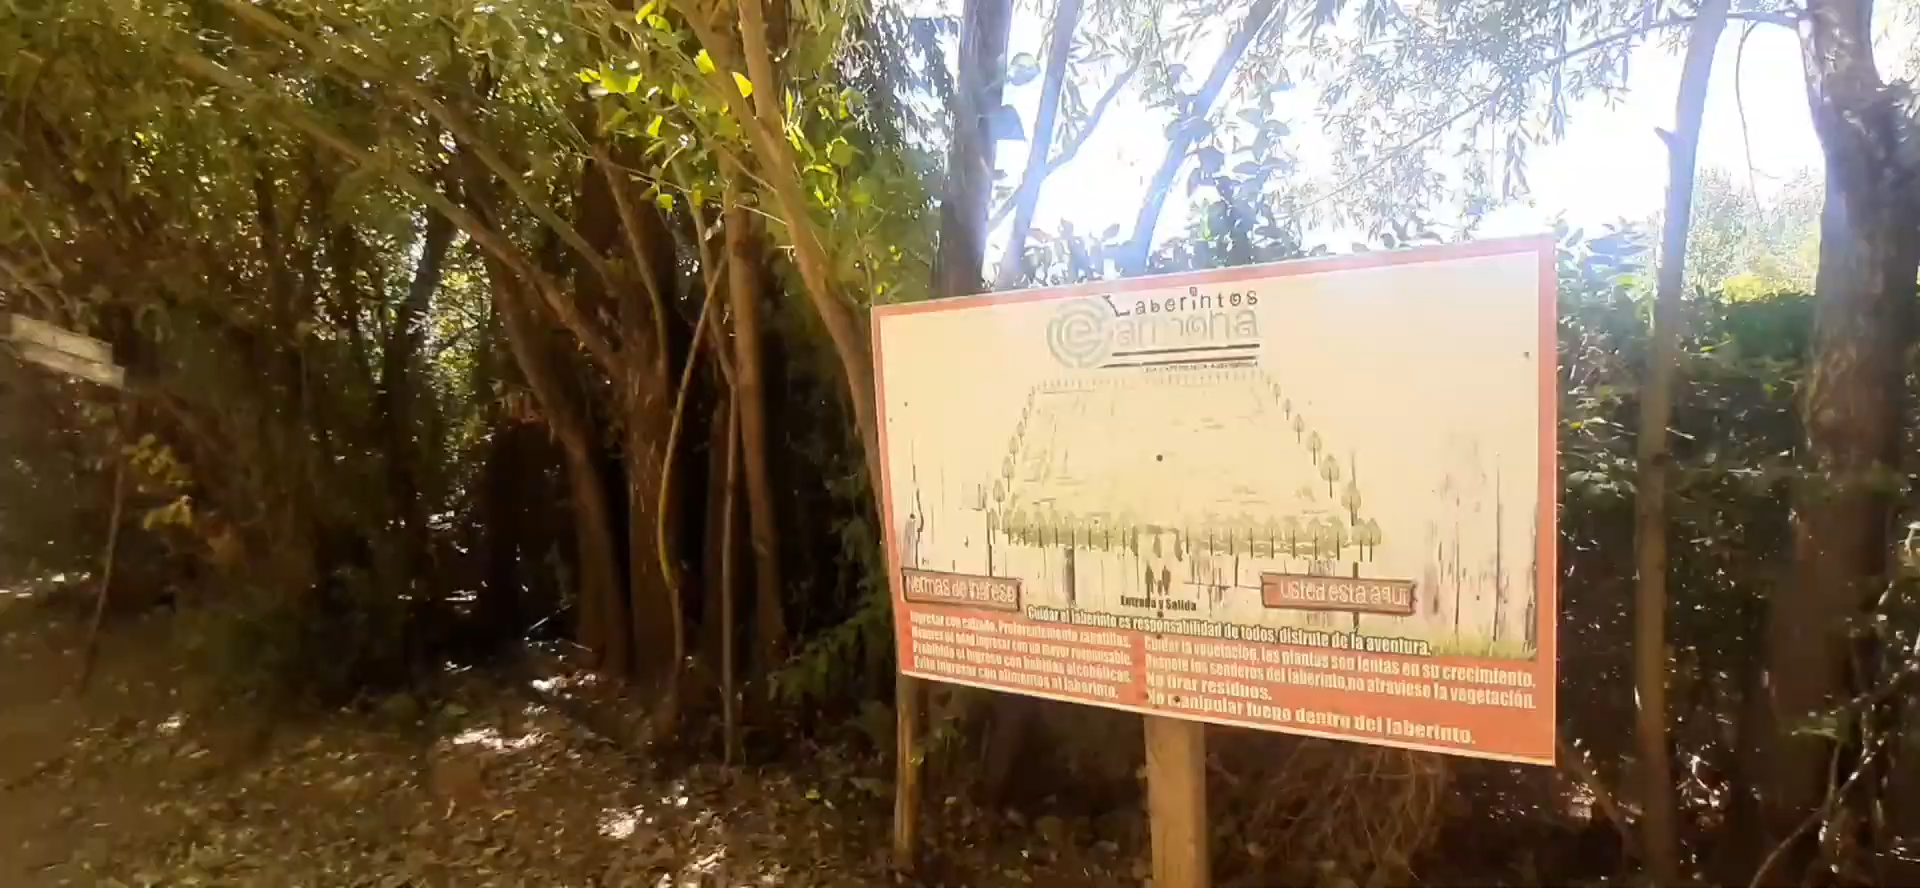 Laberintos
Carmona
Normas de ingreso
Usted esta aquí
Entrada y Salida
Cuidar el laberinto es responsabilidad de todos, disfrute de la aventura.
Ingresar con calzado. Preferentemente zapatillas.
Menores de edad ingresar con un mayor responsable.
Prohibido el ingreso con bebidas alcohólicas.
Evite ingresar con alimentos al laberinto.
Cuidar la vegetación, las plantas son lentas en su crecimiento.
Respete los senderos del laberinto, no atraviese la vegetación.
No tirar residuos.
No manipular fuego dentro del laberinto.